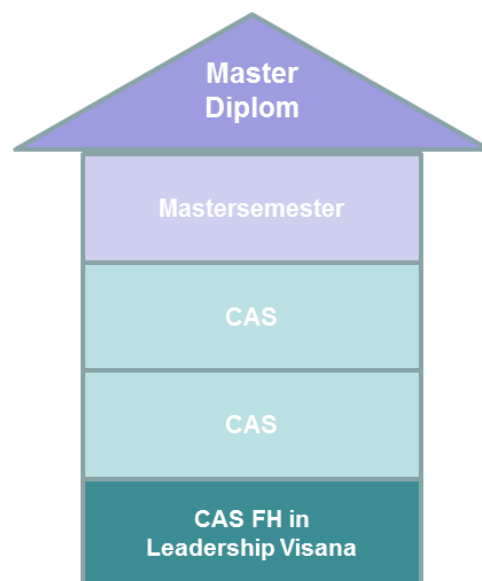 Master
Diplom
Mastersemester
CAS
CAS
CAS FH in
Leadership Visana